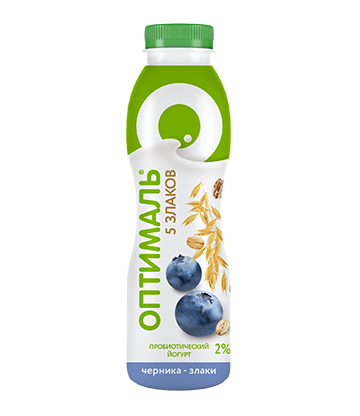 ОПТИМАЛЬ®
5 ЗЛАКОВ
ПРОБИОТИЧЕСКИЙ
ЙОГУРТ
2%
черника - злаки